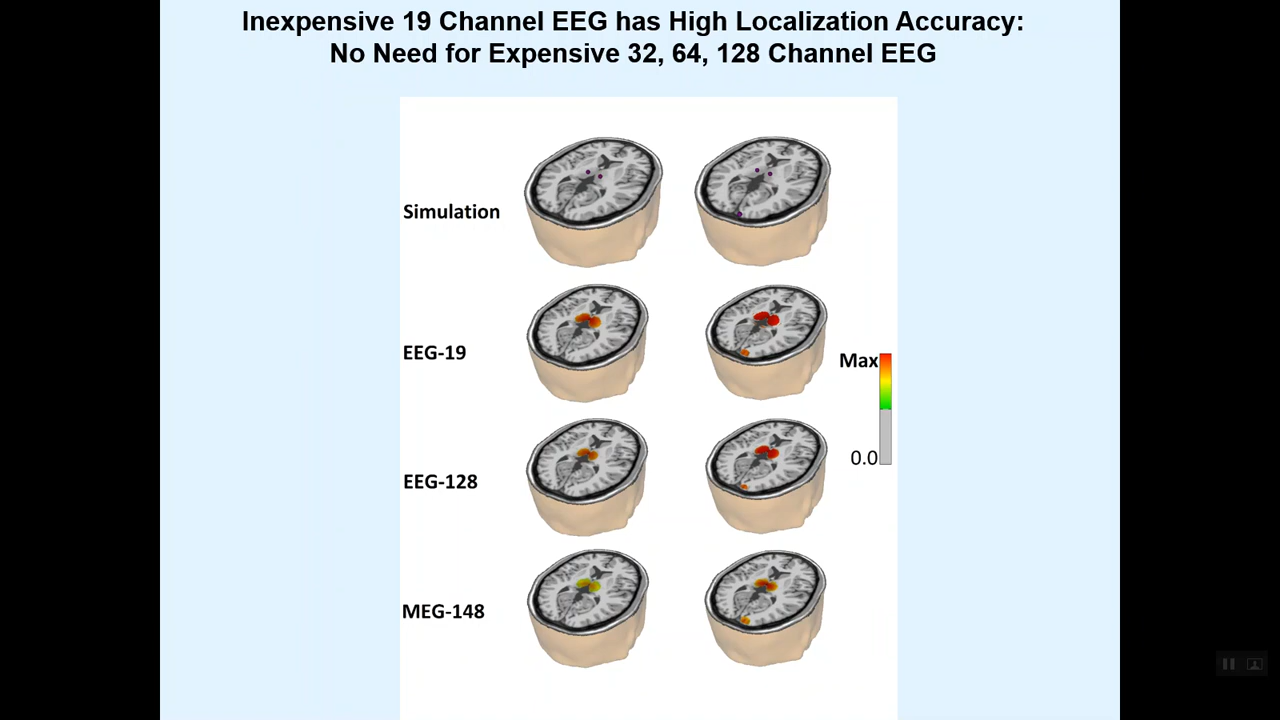 Inexpensive 19 Channel EEG has High Localization Accuracy:
No Need for Expensive 32, 64, 128 Channel EEG
Simulation
EEG-19
Max
EEG-128
0.0
MEG-148